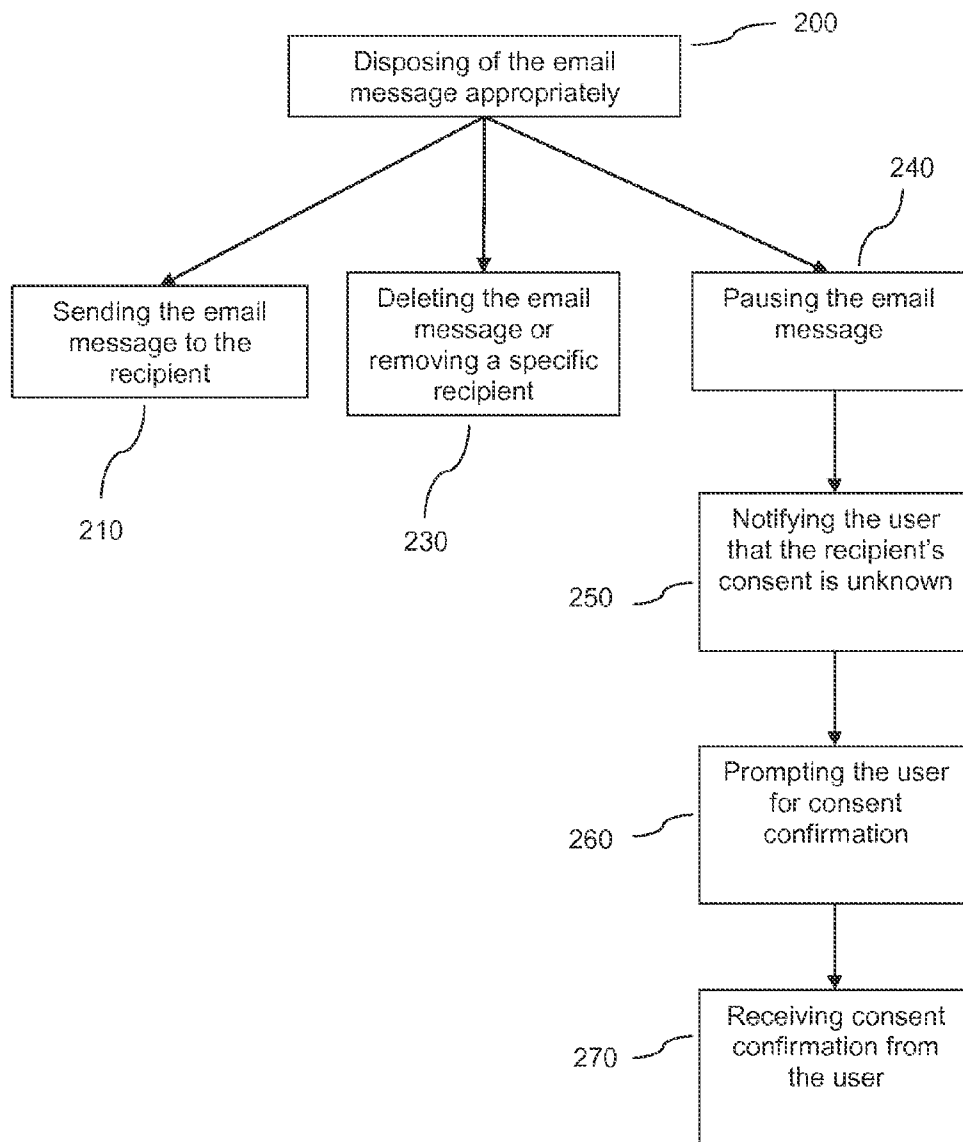 200
Disposing of the email
message appropriately
240
Sending the email
message to the
recipient
Deleting the email
message or
removing a specific
recipient
Pausing the email
message
210
230
Notifying the user
that the recipient's
consent is unknown
250
Prompting the user
for consent
confirmation
260
Receiving consent
confirmation from
the user
270